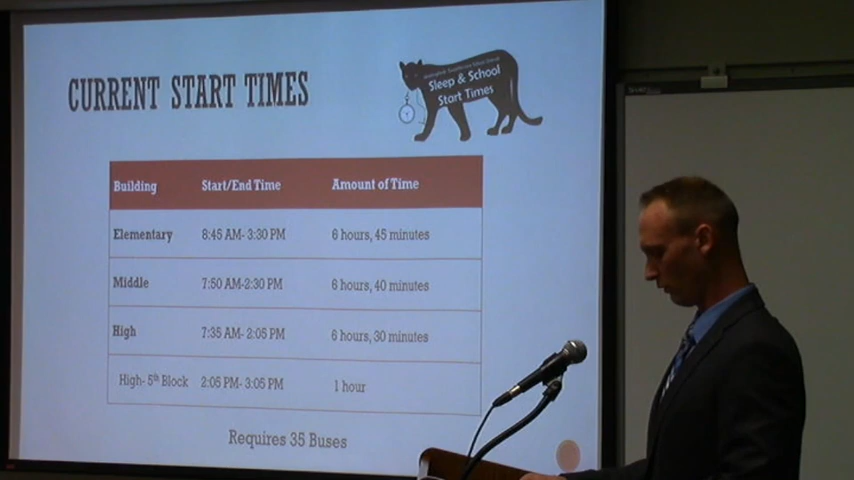 CURRENT START TIMES
Sleep & School
Start Times
Building Start/End Time Amount of Time
Elementary 8:45 AM- 3:30 PM 6 hours, 45 minutes
Middle 7:50 AM-2:30 PM 6 hours, 40 minutes
High 7:35 AM- 2:05 PM 6 hours, 30 minutes
High- 5th Block 2:05 PM- 3:05 PM 1 hour
Requires 35 Buses